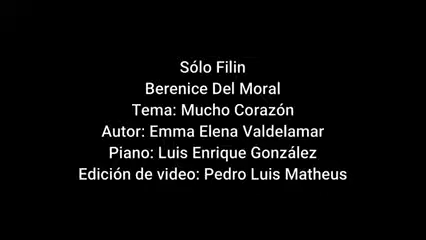 Sólo Filin
Berenice Del Moral
Tema: Mucho Corazón
Autor: Emma Elena Valdelamar
Piano: Luis Enrique González
Edición de video: Pedro Luis Matheus